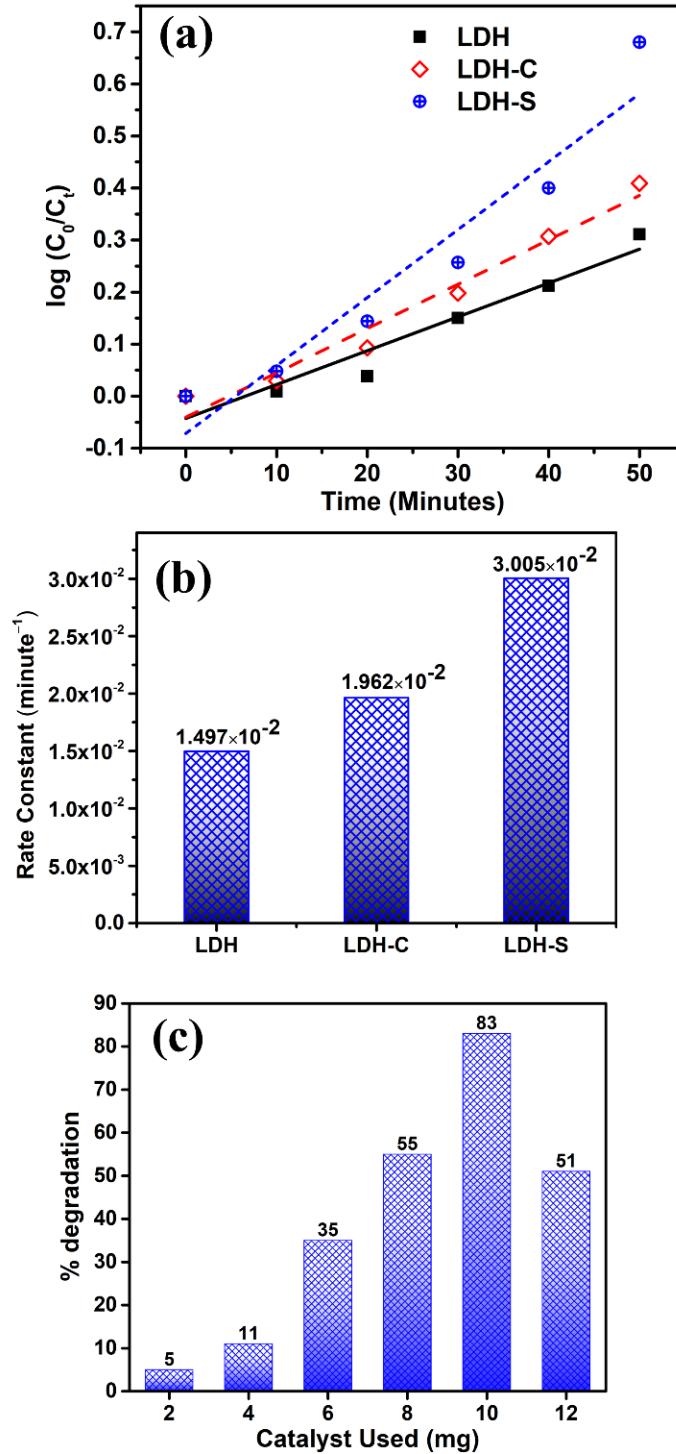 (a)
LDH
LDH-C
LDH-S
0.7
0.6
0.5
0.4
0.3
0.2
0.1
0.0
-0.1
log (C₀/Cₜ)
0 10 20 30 40 50
Time (Minutes)
(b)
3.0x10⁻²
2.5x10⁻²
2.0x10⁻²
1.5x10⁻²
1.0x10⁻²
5.0x10⁻³
0.0
Rate Constant (minute⁻¹)
1.497×10⁻²
1.962×10⁻²
3.005×10⁻²
LDH LDH-C LDH-S
(c)
90
80
70
60
50
40
30
20
10
0
% degradation
5
11
35
55
83
51
2 4 6 8 10 12
Catalyst Used (mg)